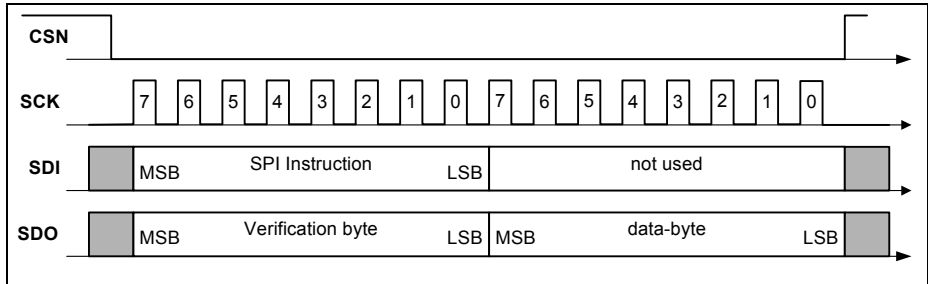 CSN
SCK 7 6 5 4 3 2 1 0 7 6 5 4 3 2 1 0
SDI MSB SPI Instruction LSB not used
SDO MSB Verification byte LSB MSB data-byte LSB